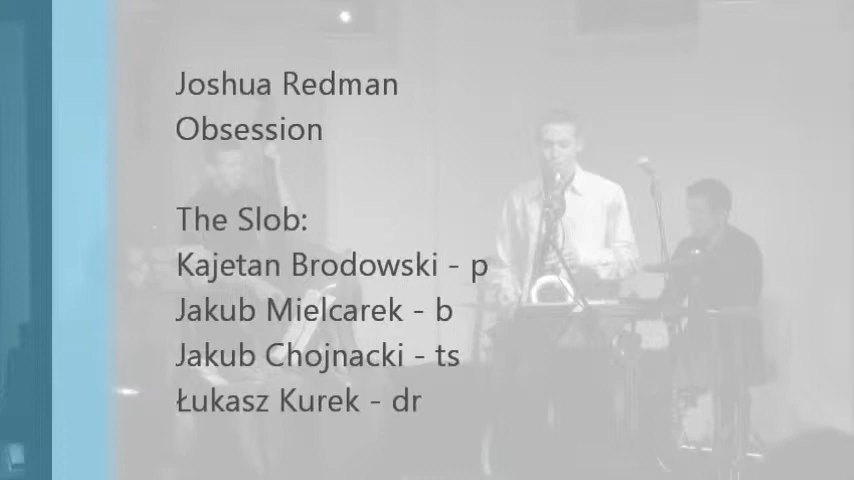 Joshua Redman
Obsession
The Slob:
Kajetan Brodowski - p
Jakub Mielcarek - b
Jakub Chojnacki - ts
Łukasz Kurek - dr